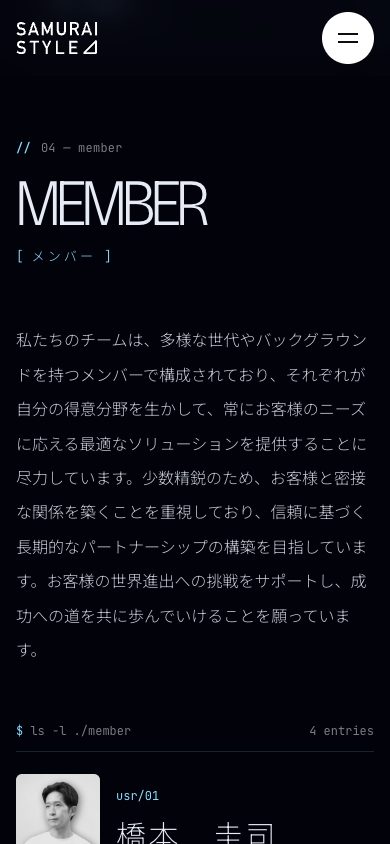 SAMURAI
STYLE
// 04 — member
MEMBER
[ メンバー ]
私たちのチームは、多様な世代やバックグラウン
ドを持つメンバーで構成されており、それぞれが
自分の得意分野を生かして、常にお客様のニーズ
に応える最適なソリューションを提供することに
尽力しています。少数精鋭のため、お客様と密接
な関係を築くことを重視しており、信頼に基づく
長期的なパートナーシップの構築を目指していま
す。お客様の世界進出への挑戦をサポートし、成
功への道を共に歩んでいけることを願っていま
す。
$ ls -l ./member 4 entries
usr/01
橋本 圭司